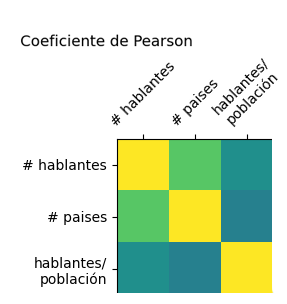 Coeficiente de Pearson
# hablantes
# paises
hablantes/
población
# hablantes
# paises
hablantes/
población